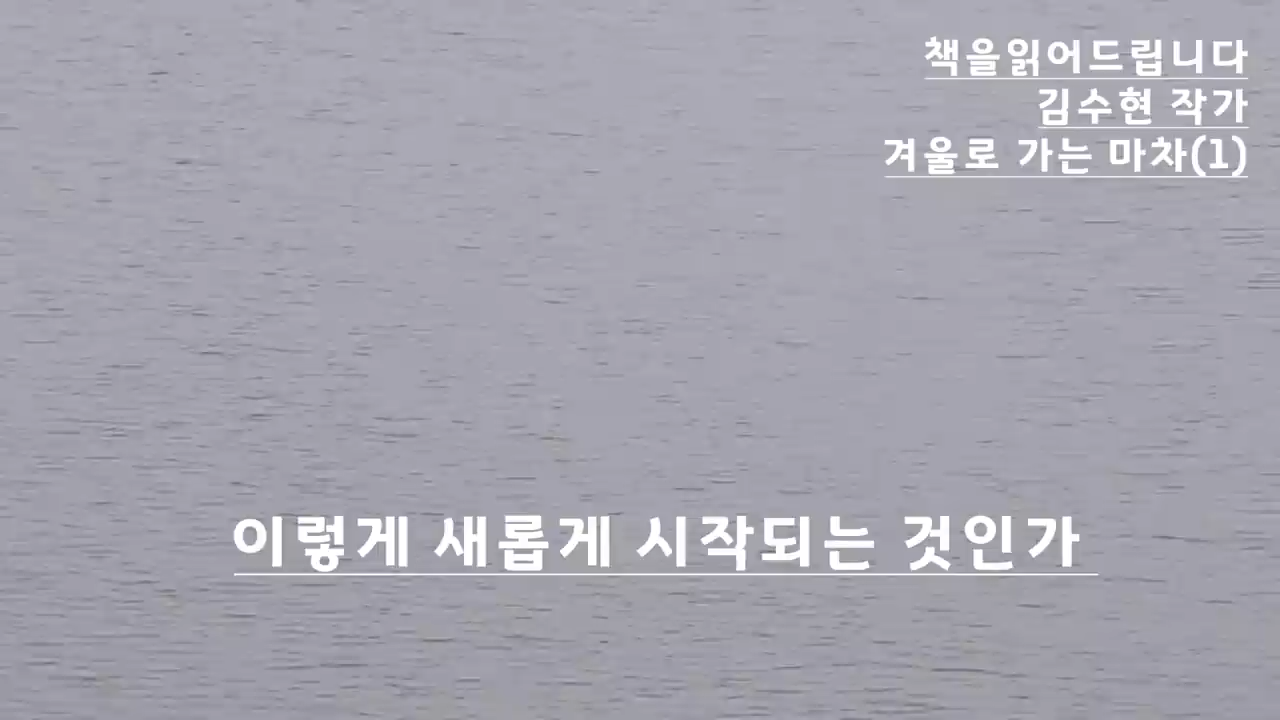 책을읽어드립니다
김수현 작가
겨울로 가는 마차(1)
이렇게 새롭게 시작되는 것인가